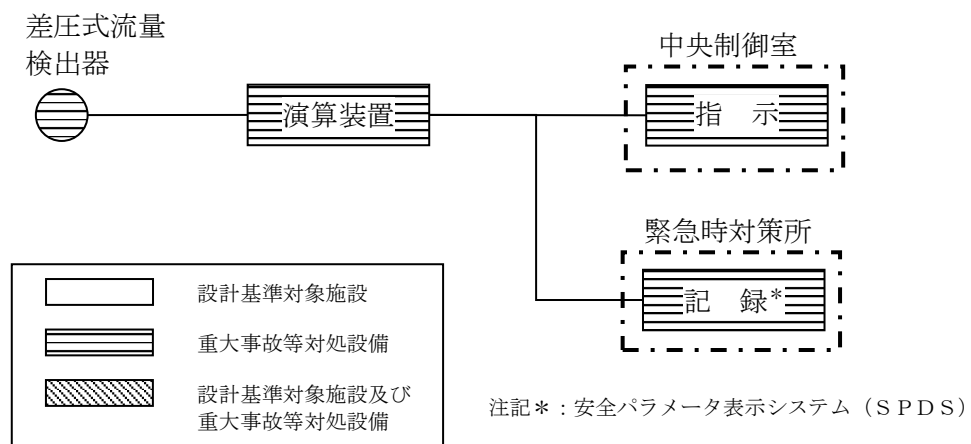 差圧式流量
検出器
演算装置
中央制御室
指　示
緊急時対策所
記　録*
設計基準対象施設
重大事故等対処設備
設計基準対象施設及び
重大事故等対処設備
注記＊：安全パラメータ表示システム（ＳＰＤＳ）